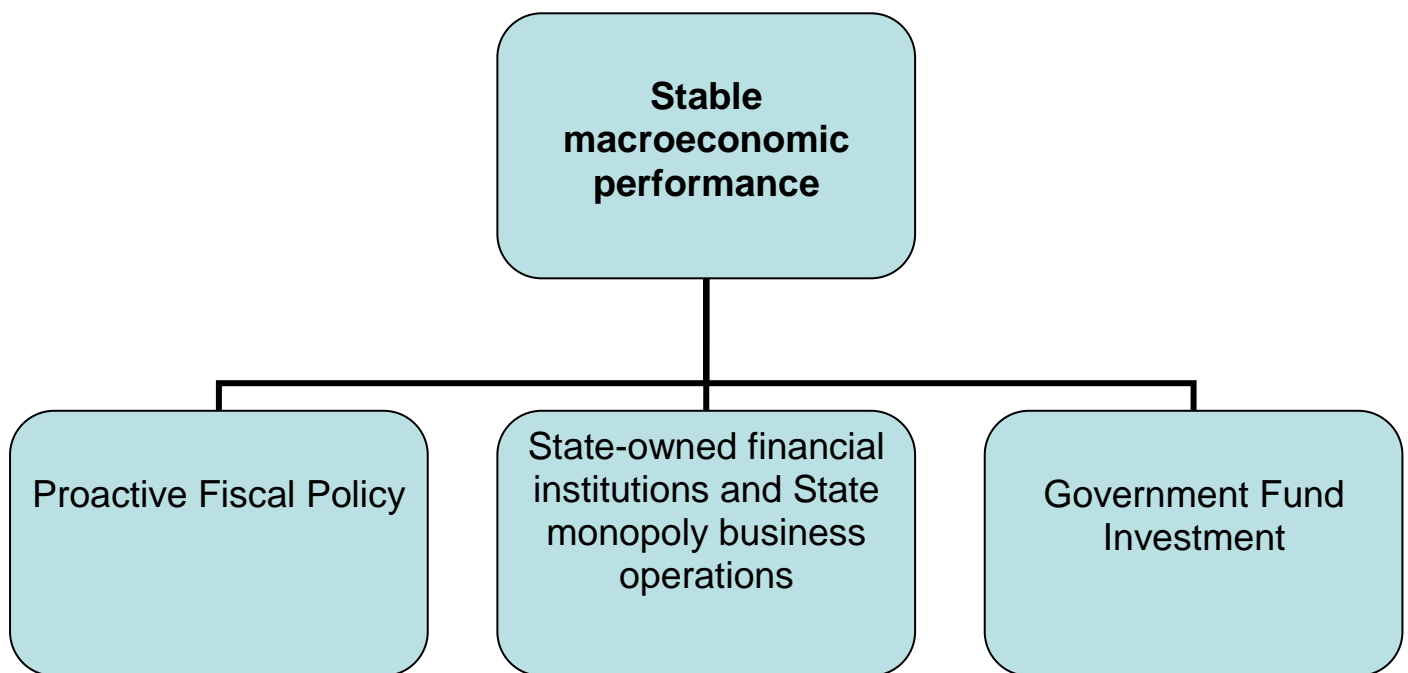 Stable
macroeconomic
performance
Proactive Fiscal Policy
State-owned financial
institutions and State
monopoly business
operations
Government Fund
Investment